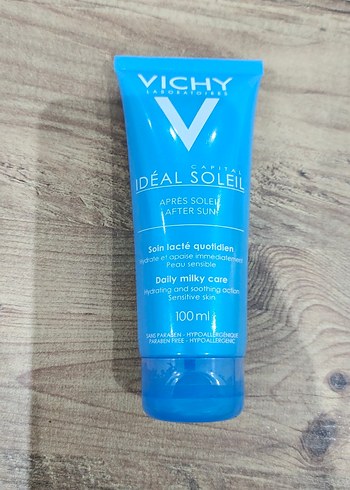 VICHY
LABORATOIRES
V
CAPITAL
IDÉAL SOLEIL
APRÈS SOLEIL
AFTER SUN
Soin lacté quotidien
Hydrate et apaise immédiatement
Peau sensible
Daily milky care
Hydrating and soothing action
Sensitive skin
100 ml
SANS PARABEN - HYPOALLERGÉNIQUE
PARABEN FREE - HYPOALLERGENIC